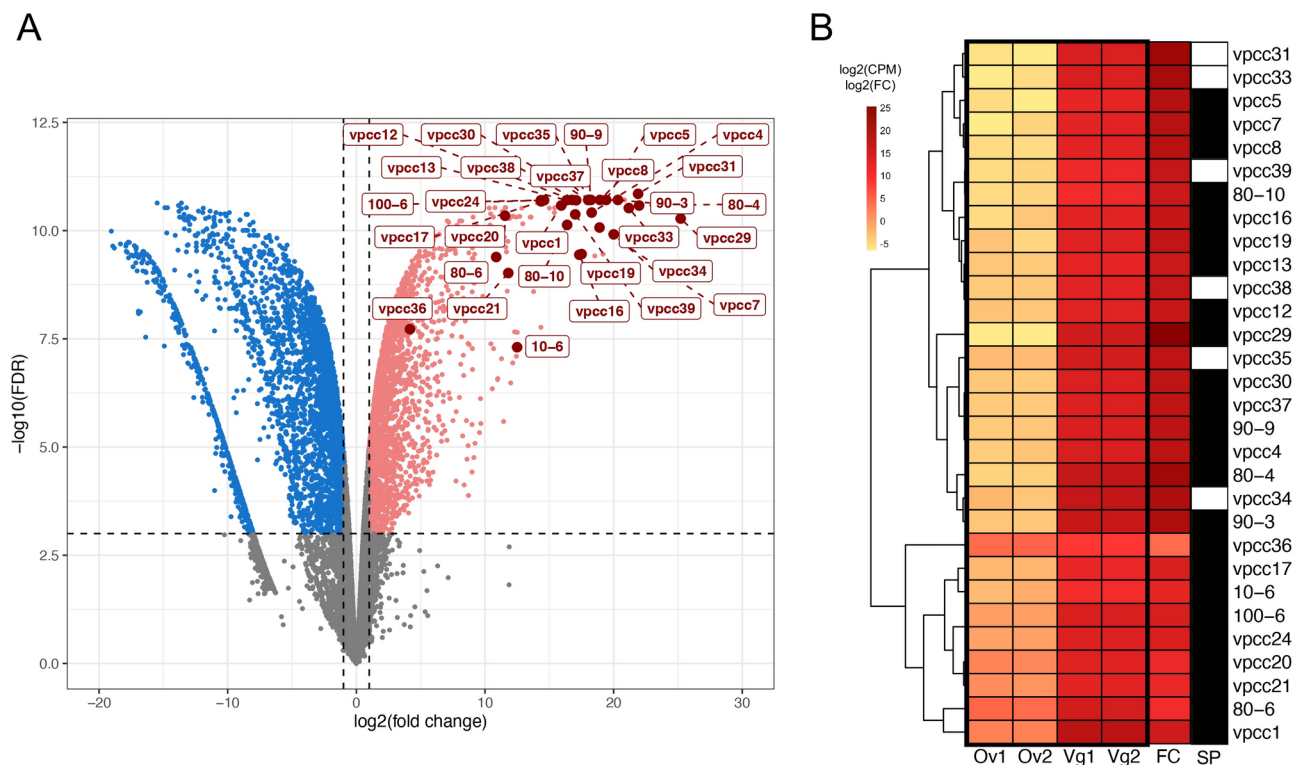 A
12.5
10.0
7.5
5.0
2.5
0.0
−log10(FDR)
−20
−10
0
10
20
30
log2(fold change)
vpcc12
vpcc30
vpcc35
90−9
vpcc5
vpcc4
vpcc13
vpcc38
vpcc37
vpcc8
vpcc31
100−6
vpcc24
90−3
80−4
vpcc17
vpcc20
vpcc1
vpcc33
vpcc29
80−6
80−10
vpcc19
vpcc34
vpcc36
vpcc21
vpcc16
vpcc39
vpcc7
10−6
B
log2(CPM)
log2(FC)
25
20
15
10
5
0
-5
vpcc31
vpcc33
vpcc5
vpcc7
vpcc8
vpcc39
80−10
vpcc16
vpcc19
vpcc13
vpcc38
vpcc12
vpcc29
vpcc35
vpcc30
vpcc37
90−9
vpcc4
80−4
vpcc34
90−3
vpcc36
vpcc17
10−6
100−6
vpcc24
vpcc20
vpcc21
80−6
vpcc1
Ov1 Ov2 Vg1 Vg2 FC SP